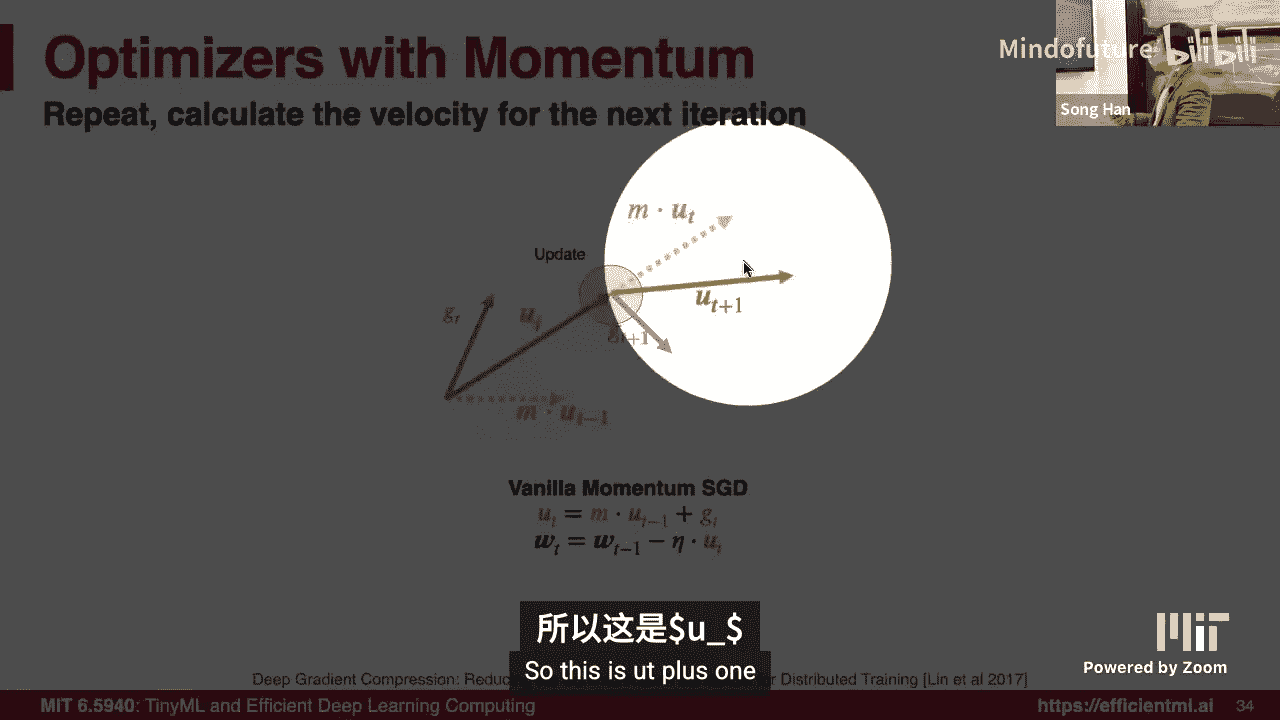 Optimizers with Momentum
Repeat, calculate the velocity for the next iteration
Mindofuture bilibili
Song Han
m · u_t
Update
g_t
u_t
u_{t+1}
g_{t+1}
m · u_{t−1}
Vanilla Momentum SGD
u_t = m · u_{t−1} + g_t
w_t = w_{t−1} − η · u_t
所以这是$u_$
So this is ut plus one
Deep Gradient Compression: Reduc
r Distributed Training [Lin et al 2017]
MIT
Powered by Zoom
MIT 6.5940: TinyML and Efficient Deep Learning Computing
https://efficientml.ai
34